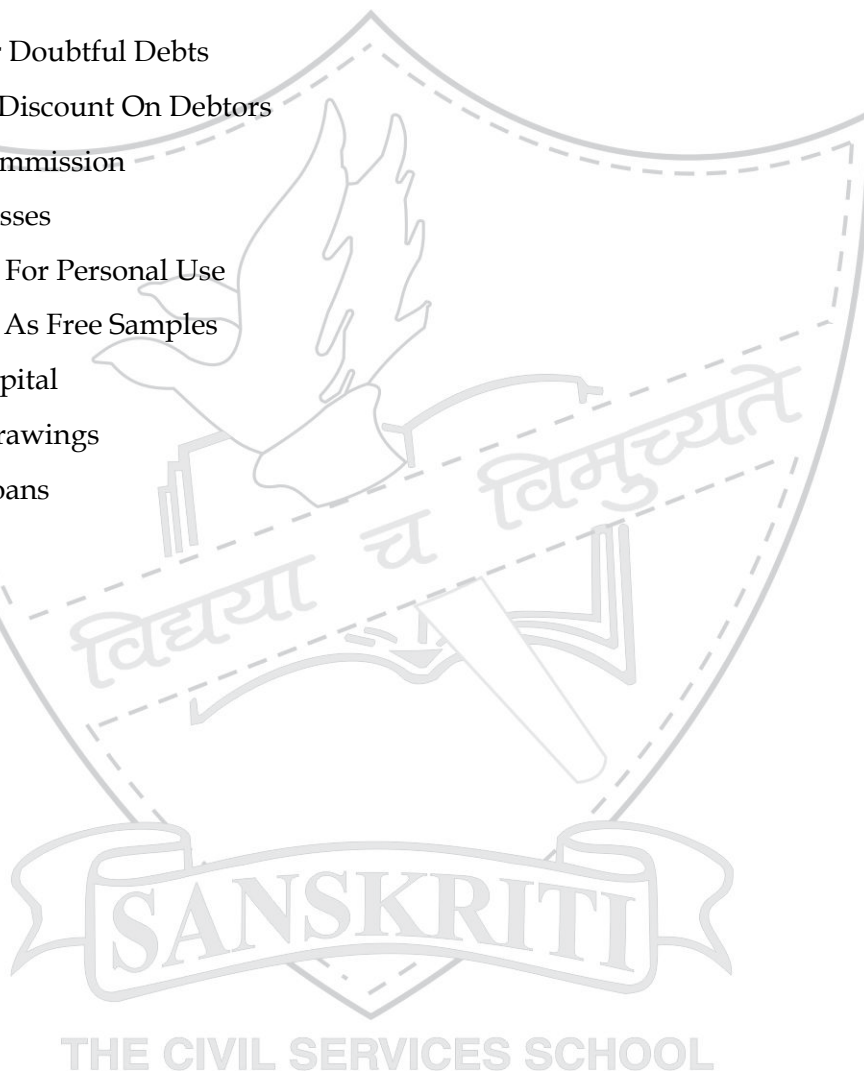 Doubtful Debts
Discount On Debtors
mmission
sses
For Personal Use
As Free Samples
pital
rawings
oans
विद्यया च विमुच्यते
SANSKRITI
THE CIVIL SERVICES SCHOOL